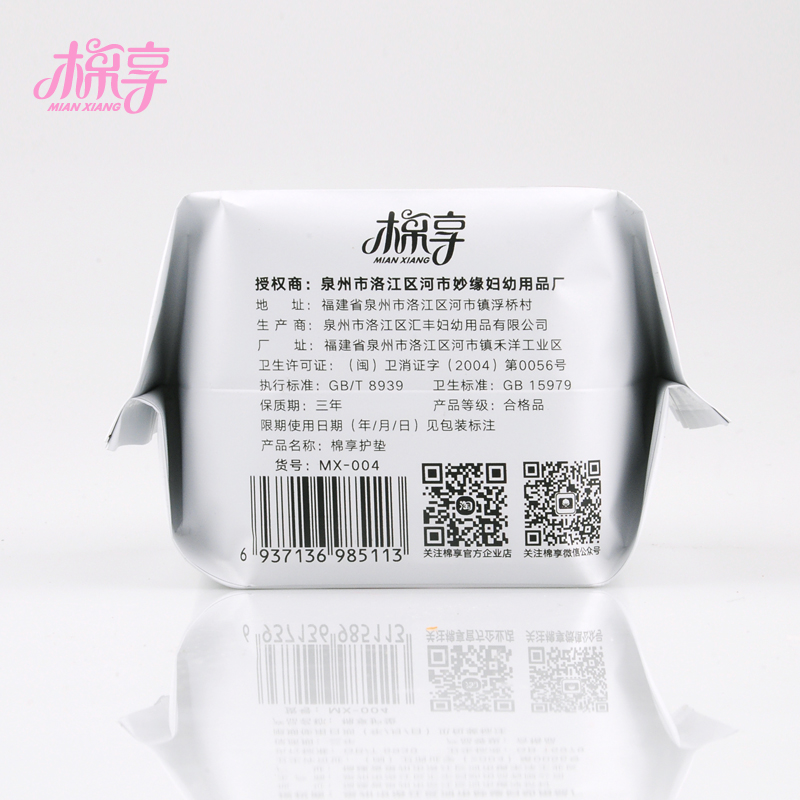 棉享
MIAN XIANG
棉享
MIAN XIANG
授权商：泉州市洛江区河市妙缘妇幼用品厂
地 址：福建省泉州市洛江区河市镇浮桥村
生产商：泉州市洛江区汇丰妇幼用品有限公司
厂 址：福建省泉州市洛江区河市镇禾洋工业区
卫生许可证：（闽）卫消证字（2004）第0056号
执行标准：GB/T 8939 卫生标准：GB 15979
保质期：三年 产品等级：合格品
限期使用日期（年/月/日）见包装标注
产品名称：棉享护垫
货号：MX-004
6 937136 985113
淘
关注棉享官方企业店
关注棉享微信公众号